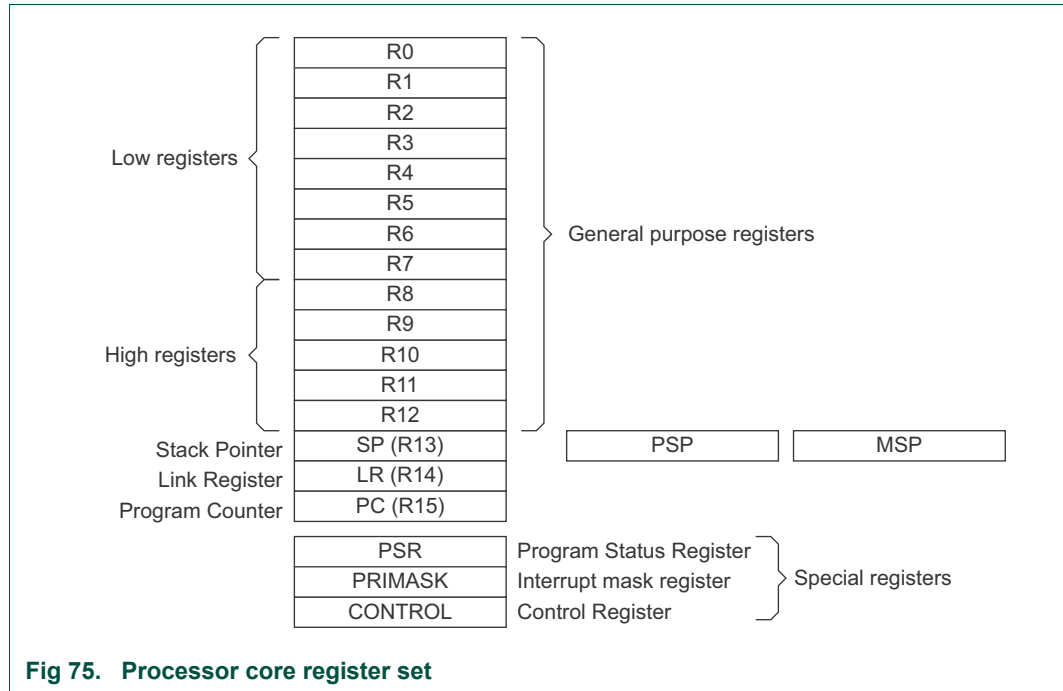 R0
R1
R2
R3
Low registers
R4
R5
R6
General purpose registers
R7
R8
R9
High registers
R10
R11
R12
Stack Pointer SP (R13) PSP MSP
Link Register LR (R14)
Program Counter PC (R15)
PSR Program Status Register
PRIMASK Interrupt mask register Special registers
CONTROL Control Register
Fig 75. Processor core register set